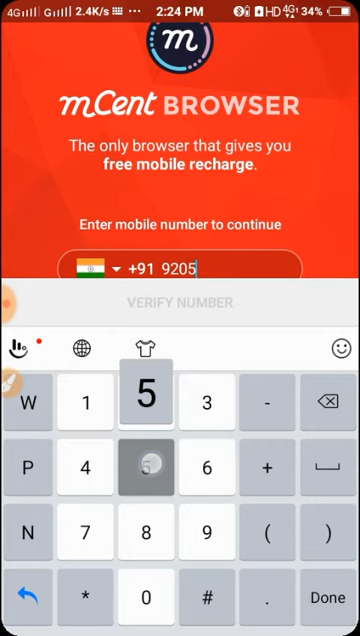 4G G 2.4K/s ... 2:24 PM HD 4G 34%
m
mCent BROWSER
The only browser that gives you
free mobile recharge.
Enter mobile number to continue
+91 9205
VERIFY NUMBER
5
W 1 3 -
P 4 5 6 +
N 7 8 9 ( )
* 0 # . Done